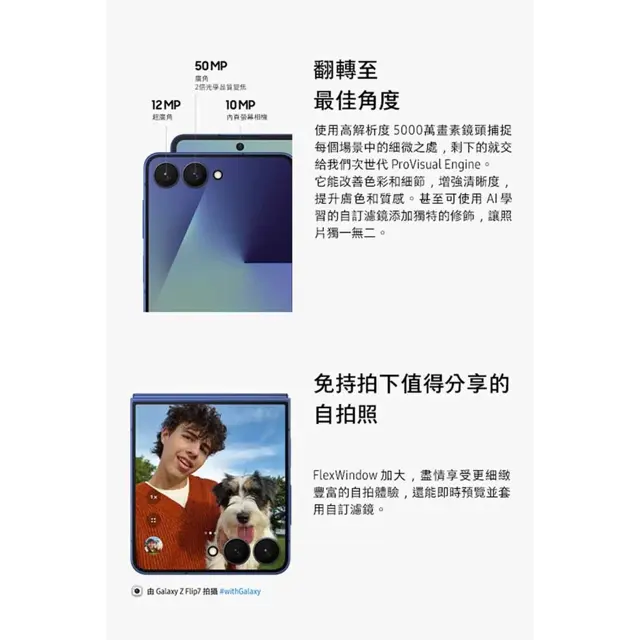 50 MP
廣角
2倍光學品質變焦
12 MP
超廣角
10 MP
內頁螢幕相機
翻轉至
最佳角度
使用高解析度 5000萬畫素鏡頭捕捉
每個場景中的細微之處，剩下的就交
給我們次世代 ProVisual Engine。
它能改善色彩和細節，增強清晰度，
提升膚色和質感。甚至可使用 AI 學
習的自訂濾鏡添加獨特的修飾，讓照
片獨一無二。
免持拍下值得分享的
自拍照
FlexWindow 加大，盡情享受更細緻
豐富的自拍體驗，還能即時預覽並套
用自訂濾鏡。
1x
由 Galaxy Z Flip7 拍攝 #withGalaxy